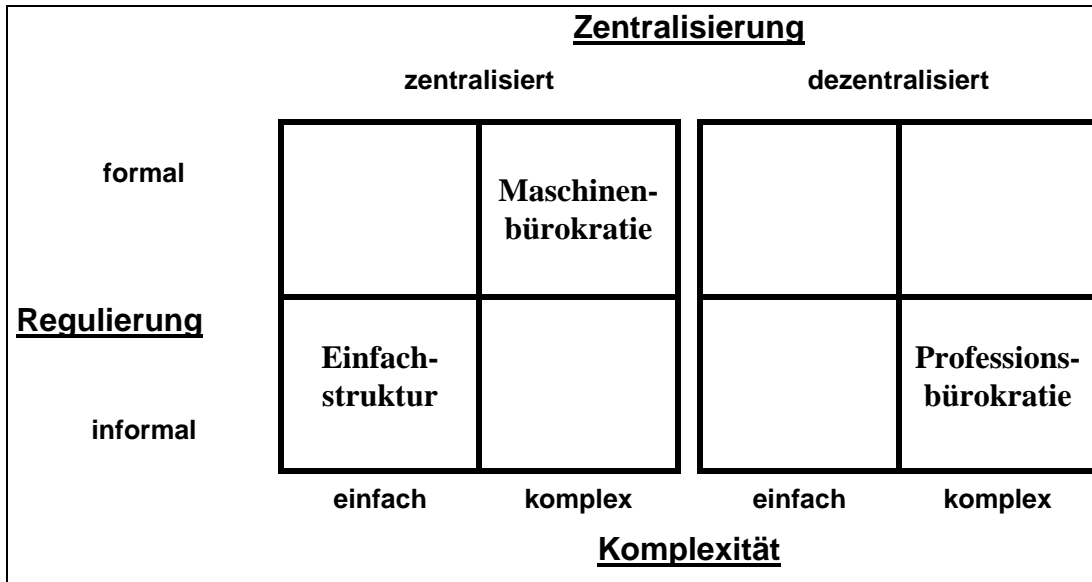 Zentralisierung
zentralisiert dezentralisiert
formal
Maschinen-
bürokratie
Regulierung
Einfach-
struktur
Professions-
bürokratie
informal
einfach komplex einfach komplex
Komplexität